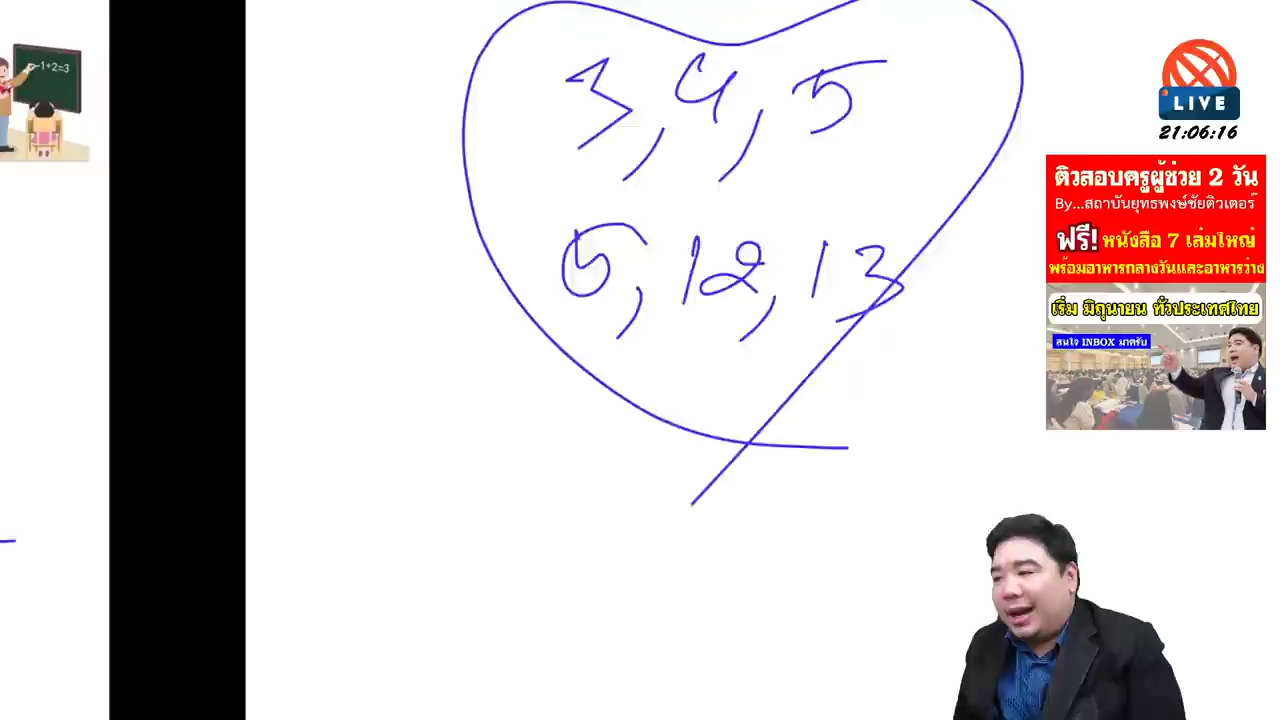 -1+2=3
3, 4, 5
5, 12, 13
LIVE
21:06:16
ติวสอบครูผู้ช่วย 2 วัน
By...สถาบันยุทธพงษ์ชัยติวเตอร์
ฟรี! หนังสือ 7 เล่มใหญ่
พร้อมอาหารกลางวันและอาหารว่าง
เริ่ม มิถุนายน ทั่วประเทศไทย
สนใจ INBOX มาครับ